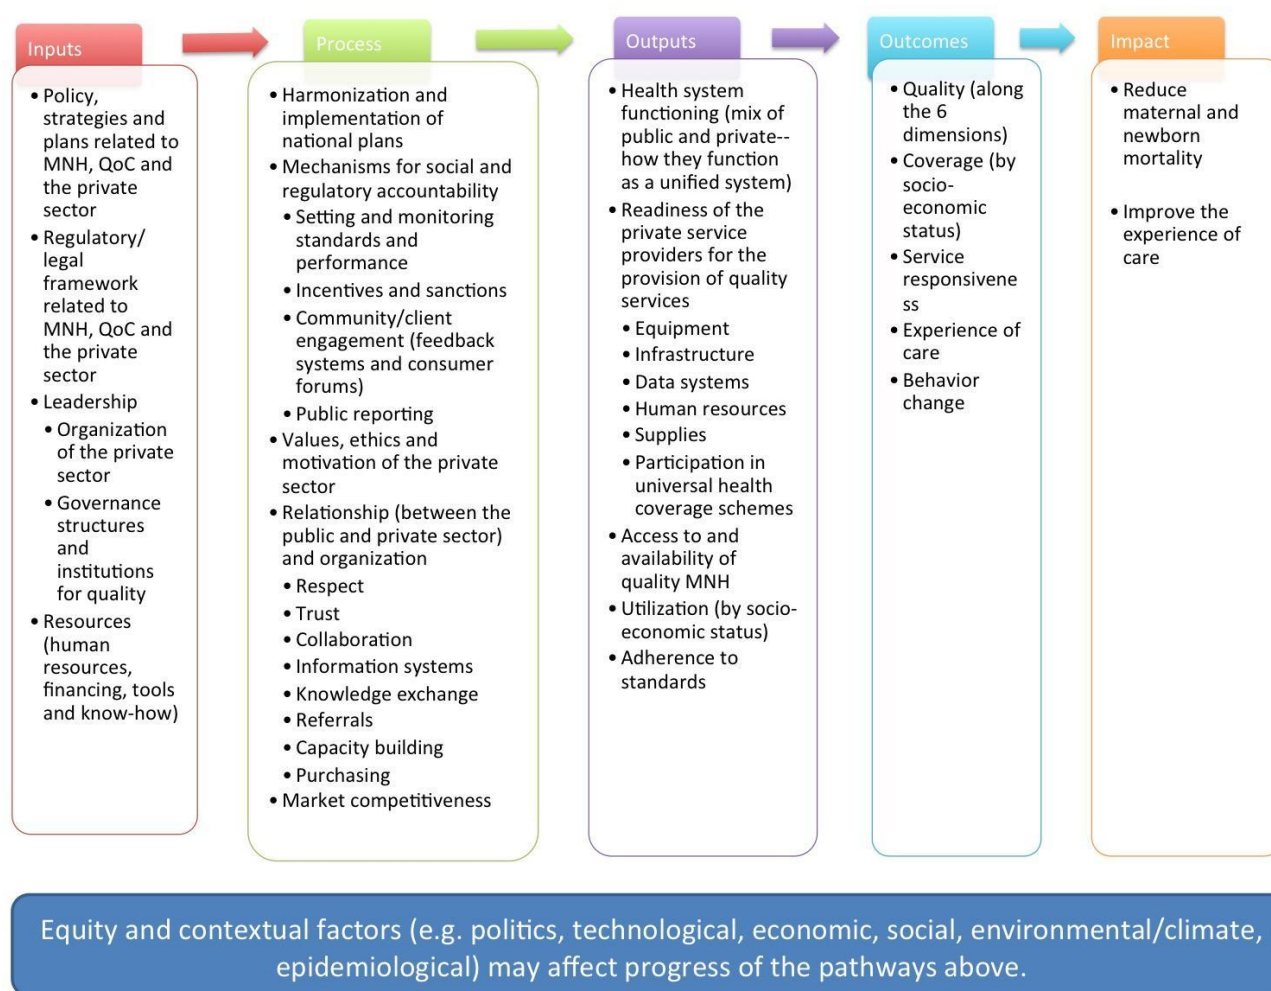 Inputs
• Policy,
strategies and
plans related to
MNH, QoC and
the private
sector
• Regulatory/
legal
framework
related to
MNH, QoC and
the private
sector
• Leadership
• Organization
of the private
sector
• Governance
structures
and
institutions
for quality
• Resources
(human
resources,
financing, tools
and know-how)
Process
• Harmonization and
implementation of
national plans
• Mechanisms for social and
regulatory accountability
• Setting and monitoring
standards and
performance
• Incentives and sanctions
• Community/client
engagement (feedback
systems and consumer
forums)
• Public reporting
• Values, ethics and
motivation of the private
sector
• Relationship (between the
public and private sector)
and organization
• Respect
• Trust
• Collaboration
• Information systems
• Knowledge exchange
• Referrals
• Capacity building
• Purchasing
• Market competitiveness
Outputs
• Health system
functioning (mix of
public and private--
how they function
as a unified system)
• Readiness of the
private service
providers for the
provision of quality
services
• Equipment
• Infrastructure
• Data systems
• Human resources
• Supplies
• Participation in
universal health
coverage schemes
• Access to and
availability of
quality MNH
• Utilization (by socio-
economic status)
• Adherence to
standards
Outcomes
• Quality (along
the 6
dimensions)
• Coverage (by
socio-
economic
status)
• Service
responsivene
ss
• Experience of
care
• Behavior
change
Impact
• Reduce
maternal and
newborn
mortality
• Improve the
experience of
care
Equity and contextual factors (e.g. politics, technological, economic, social, environmental/climate,
epidemiological) may affect progress of the pathways above.